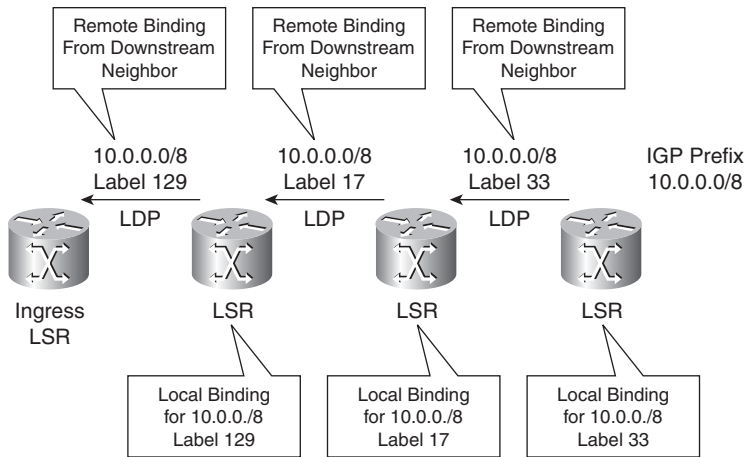 Remote Binding
From Downstream
Neighbor
Remote Binding
From Downstream
Neighbor
Remote Binding
From Downstream
Neighbor
10.0.0.0/8
Label 129
LDP
10.0.0.0/8
Label 17
LDP
10.0.0.0/8
Label 33
LDP
IGP Prefix
10.0.0.0/8
Ingress
LSR
LSR
LSR
LSR
Local Binding
for 10.0.0./8
Label 129
Local Binding
for 10.0.0./8
Label 17
Local Binding
for 10.0.0./8
Label 33